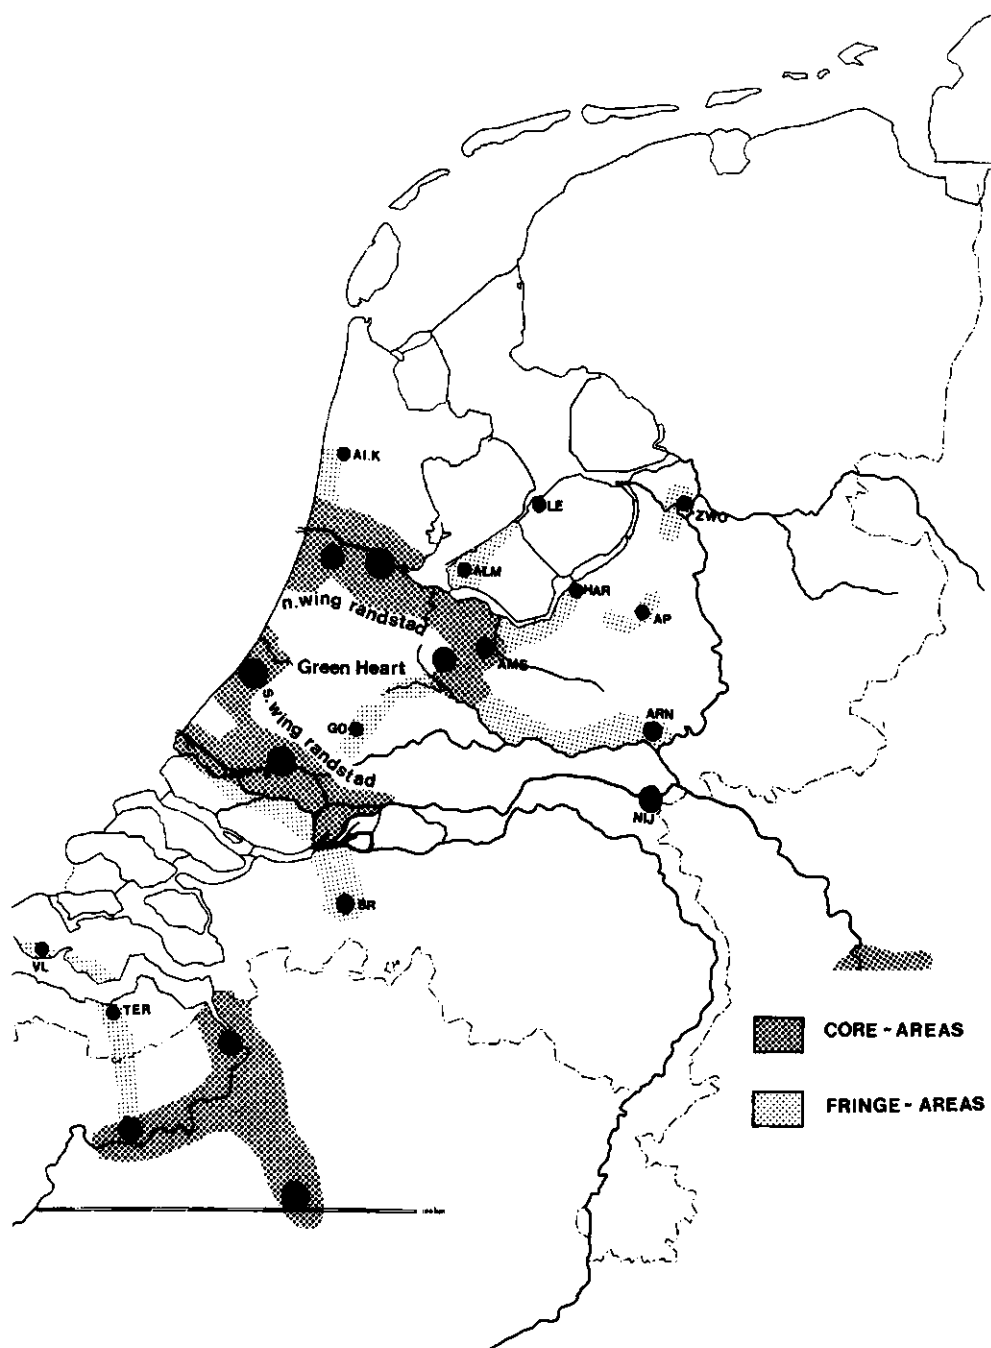 ALK
LE
ZWO
ALM
HAR
AP
n. wing randstad
AMS
Green Heart
s. wing randstad
GO
ARN
NIJ
BR
VL
TER
CORE - AREAS
FRINGE - AREAS